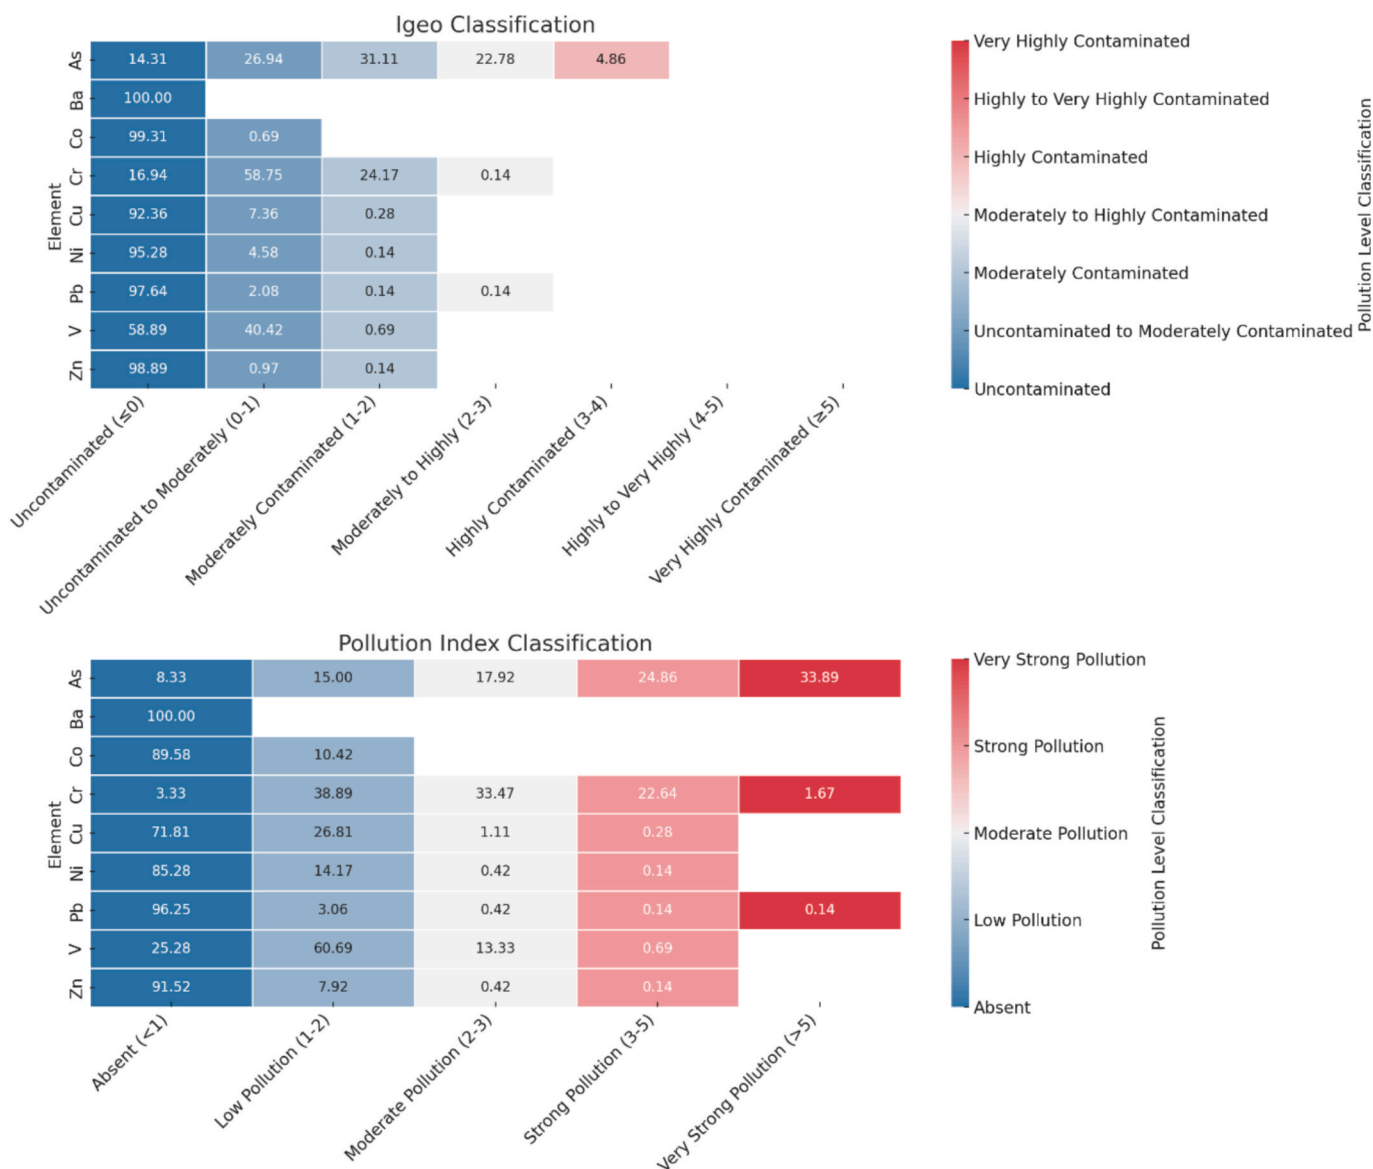 Igeo Classification
As 14.31 26.94 31.11 22.78 4.86
Ba 100.00
Co 99.31 0.69
Cr 16.94 58.75 24.17 0.14
Cu 92.36 7.36 0.28
Ni 95.28 4.58 0.14
Pb 97.64 2.08 0.14 0.14
V 58.89 40.42 0.69
Zn 98.89 0.97 0.14
Element
Uncontaminated (≤0)
Uncontaminated to Moderately (0-1)
Moderately Contaminated (1-2)
Moderately to Highly (2-3)
Highly Contaminated (3-4)
Highly to Very Highly (4-5)
Very Highly Contaminated (≥5)
Very Highly Contaminated
Highly to Very Highly Contaminated
Highly Contaminated
Moderately to Highly Contaminated
Moderately Contaminated
Uncontaminated to Moderately Contaminated
Uncontaminated
Pollution Level Classification
Pollution Index Classification
As 8.33 15.00 17.92 24.86 33.89
Ba 100.00
Co 89.58 10.42
Cr 3.33 38.89 33.47 22.64 1.67
Cu 71.81 26.81 1.11 0.28
Ni 85.28 14.17 0.42 0.14
Pb 96.25 3.06 0.42 0.14 0.14
V 25.28 60.69 13.33 0.69
Zn 91.52 7.92 0.42 0.14
Element
Absent (<1)
Low Pollution (1-2)
Moderate Pollution (2-3)
Strong Pollution (3-5)
Very Strong Pollution (>5)
Very Strong Pollution
Strong Pollution
Moderate Pollution
Low Pollution
Absent
Pollution Level Classification